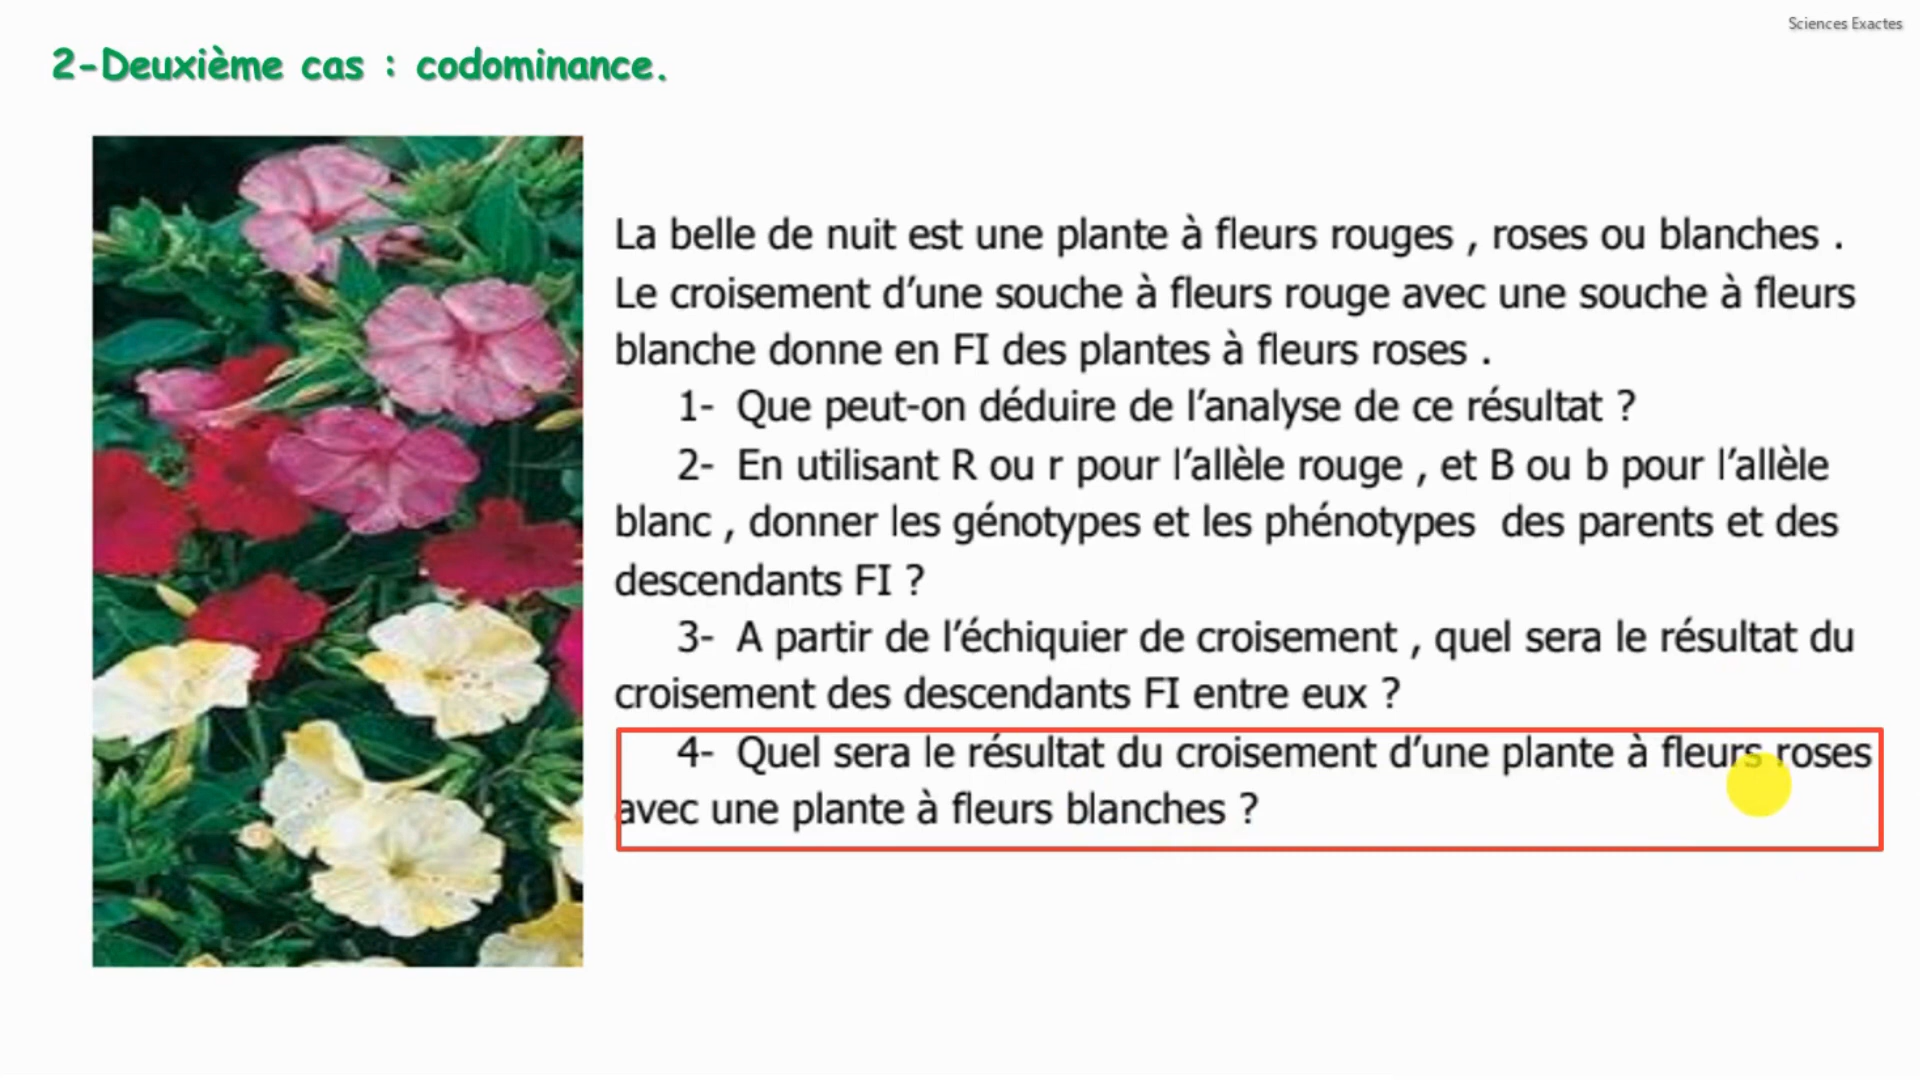 Sciences Exactes
2-Deuxième cas : codominance.
La belle de nuit est une plante à fleurs rouges , roses ou blanches .
Le croisement d’une souche à fleurs rouge avec une souche à fleurs
blanche donne en FI des plantes à fleurs roses .
1- Que peut-on déduire de l’analyse de ce résultat ?
2- En utilisant R ou r pour l’allèle rouge , et B ou b pour l’allèle
blanc , donner les génotypes et les phénotypes des parents et des
descendants FI ?
3- A partir de l’échiquier de croisement , quel sera le résultat du
croisement des descendants FI entre eux ?
4- Quel sera le résultat du croisement d’une plante à fleurs roses
avec une plante à fleurs blanches ?